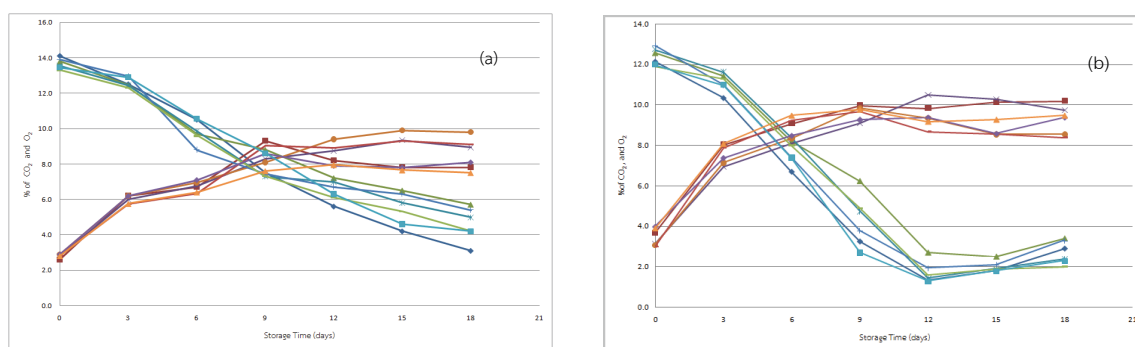 16.0
14.0
12.0
10.0
8.0
6.0
4.0
2.0
0.0
% of CO2 and O2
(a)
0 3 6 9 12 15 18 21
Storage Time (days)
14.0
12.0
10.0
8.0
6.0
4.0
2.0
0.0
%of CO2, and O2
(b)
0 3 6 9 12 15 18 21
Storage Time (days)